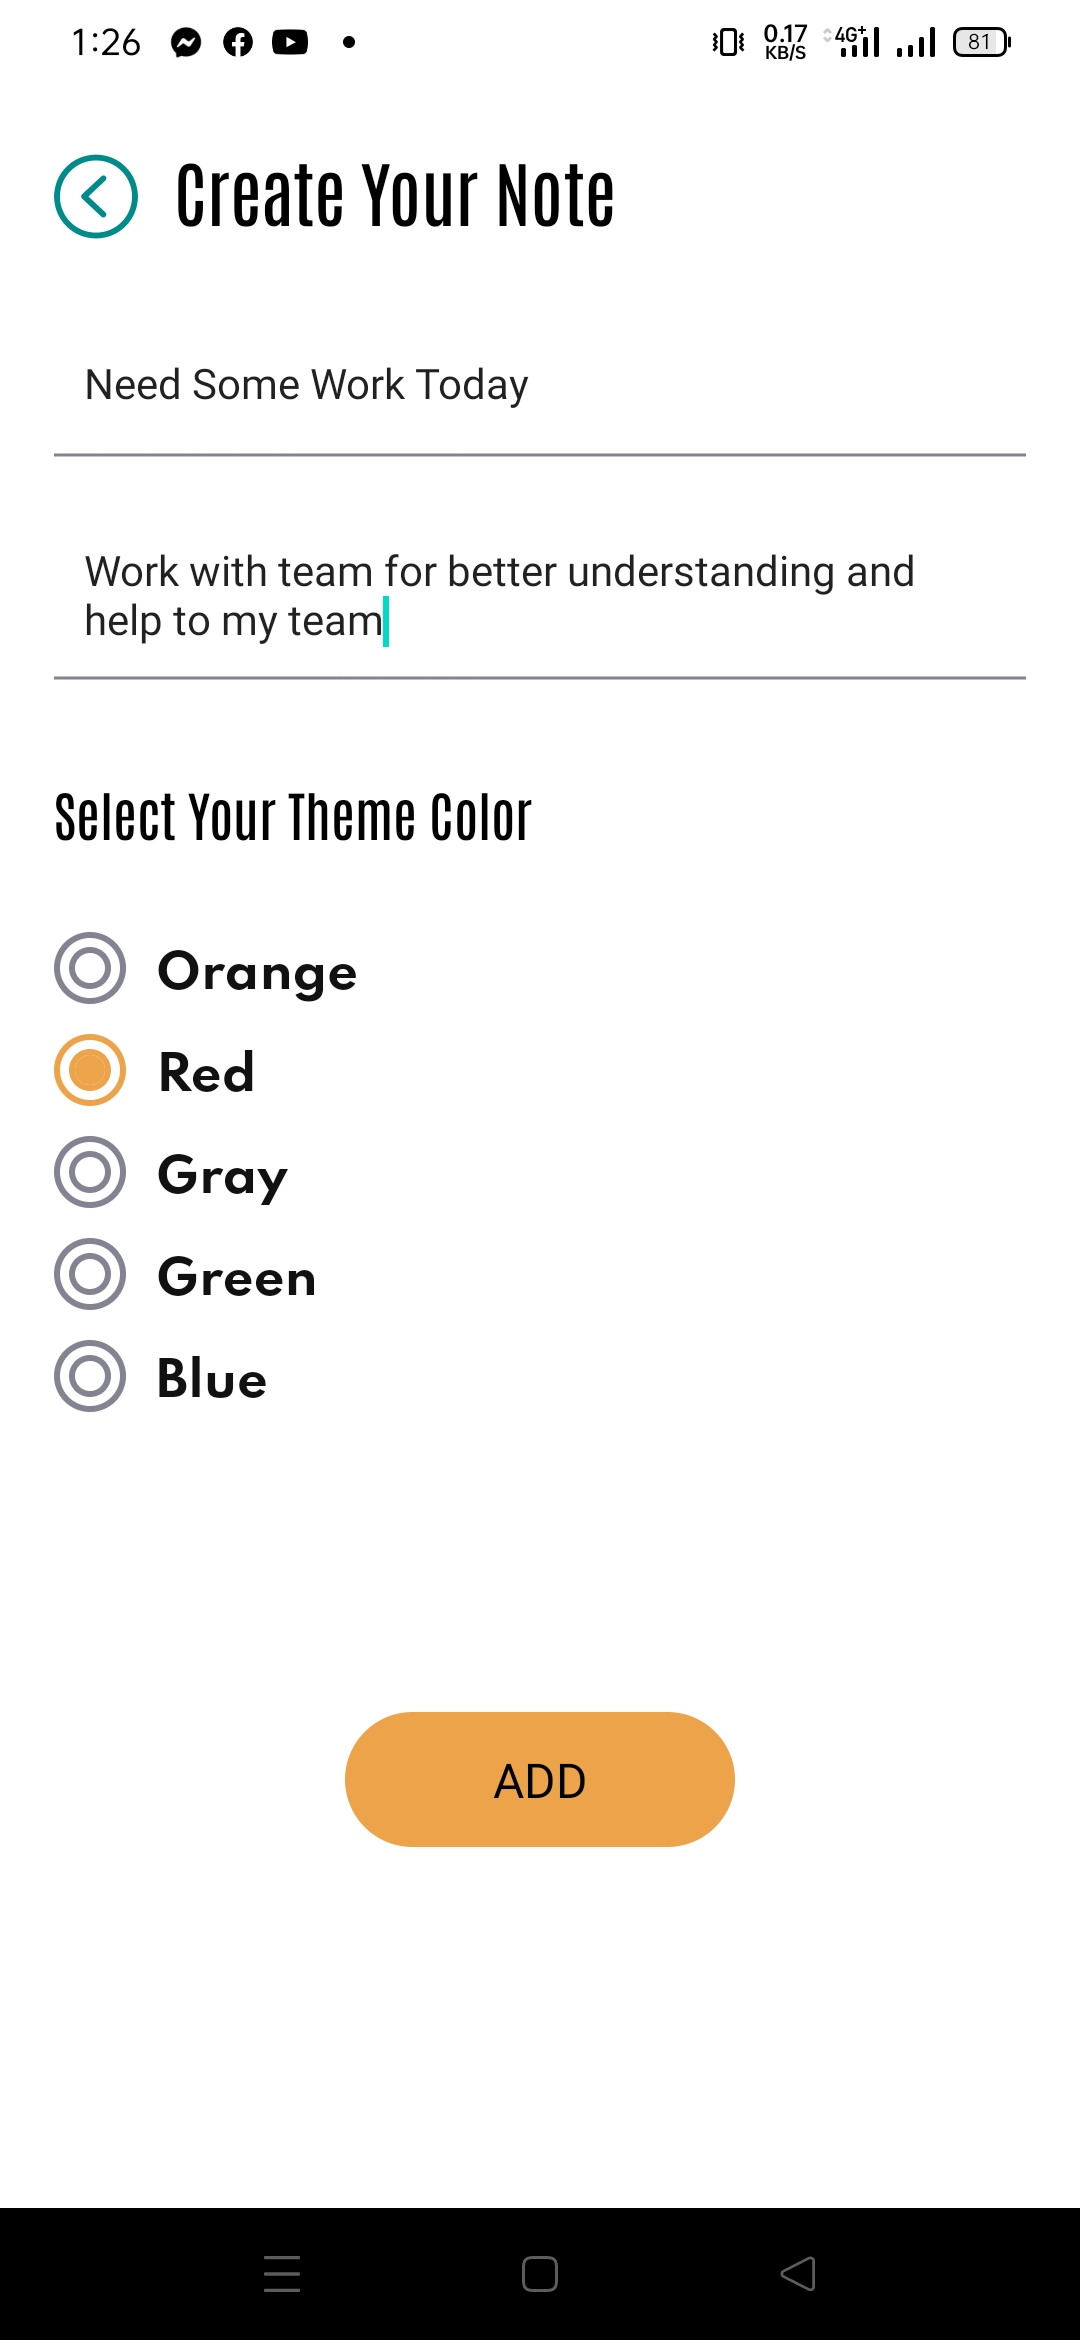 1:26
0.17 KB/S 4G+ 81
Create Your Note
Need Some Work Today
Work with team for better understanding and
help to my team
Select Your Theme Color
Orange
Red
Gray
Green
Blue
ADD